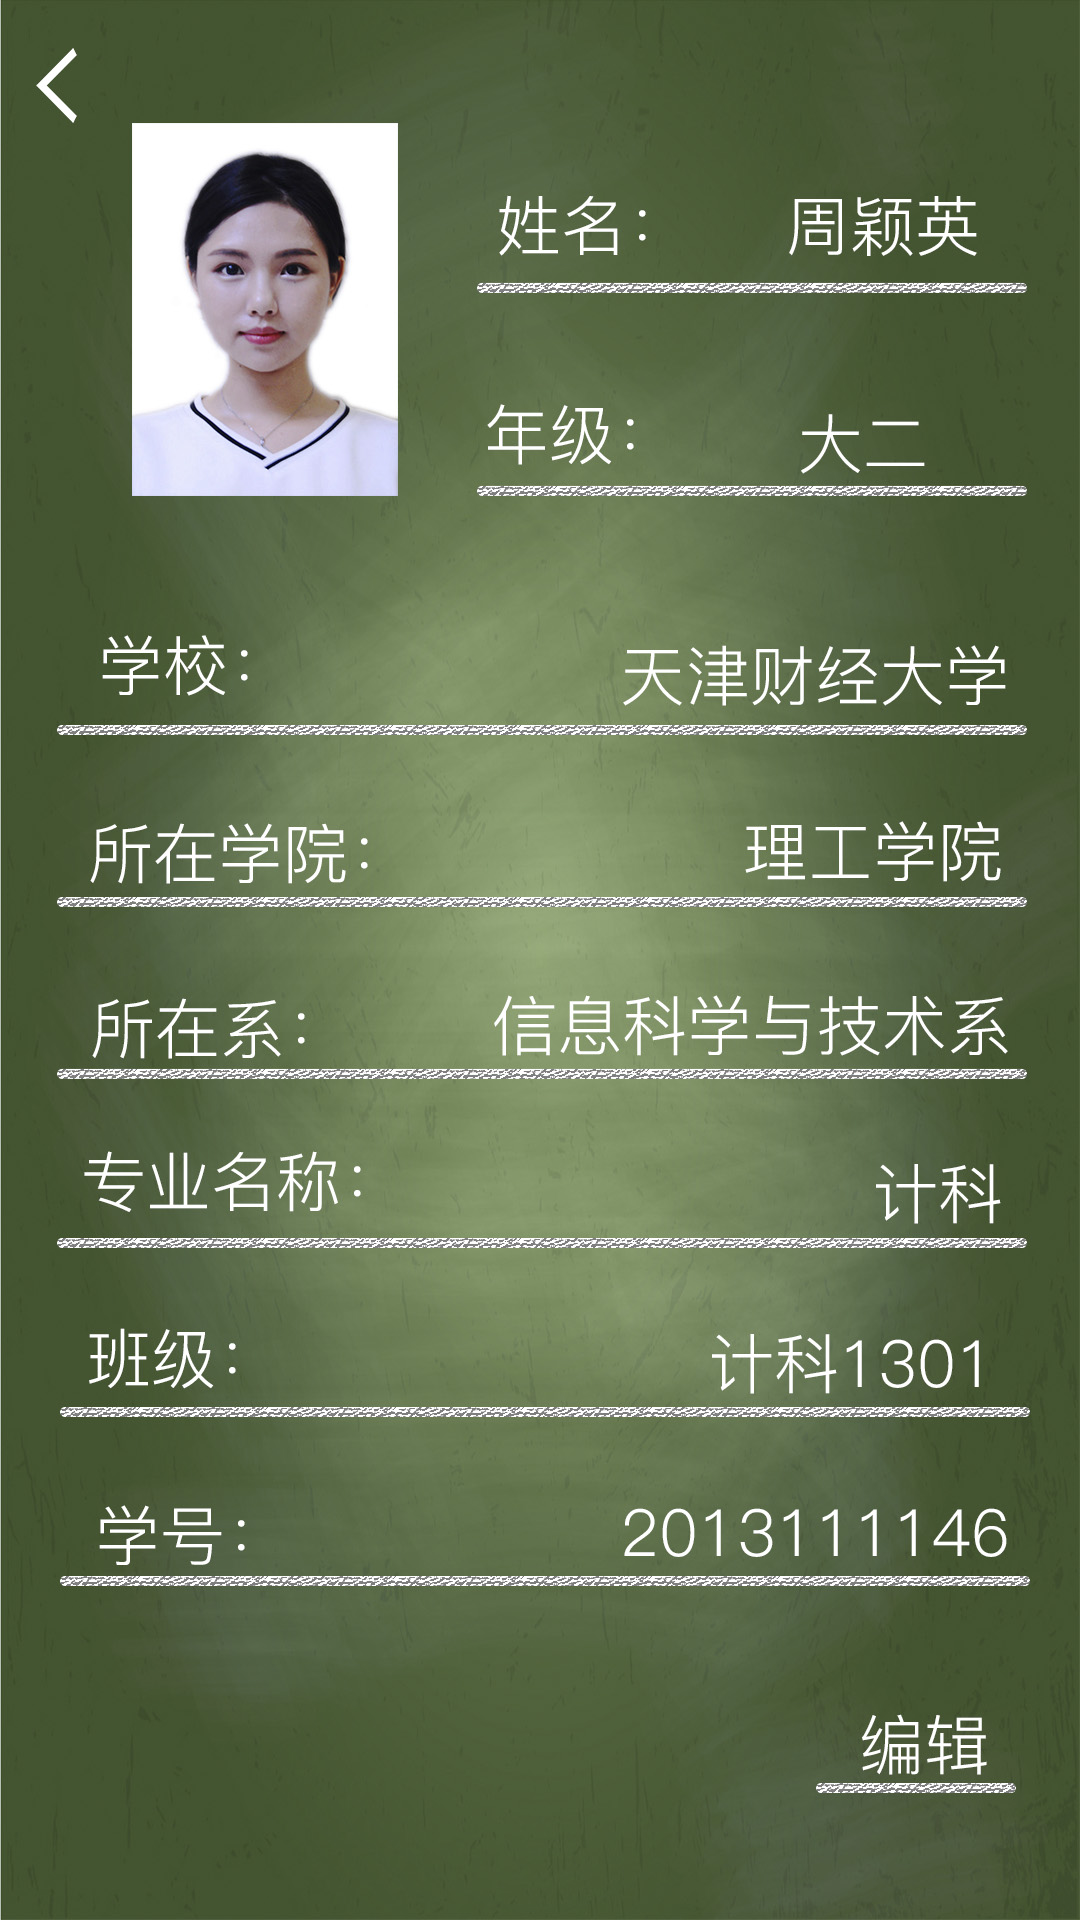 姓名： 周颖英
年级： 大二
学校： 天津财经大学
所在学院： 理工学院
所在系： 信息科学与技术系
专业名称： 计科
班级： 计科1301
学号： 2013111146
编辑